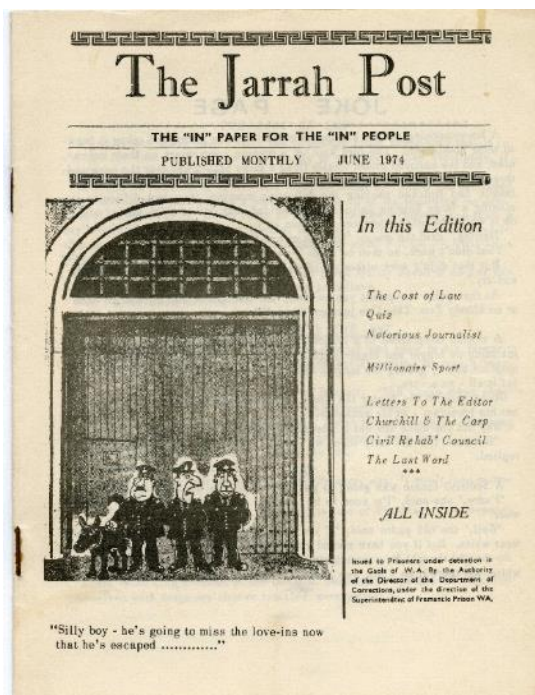 The Jarrah Post
THE "IN" PAPER FOR THE "IN" PEOPLE
PUBLISHED MONTHLY JUNE 1974
In this Edition
The Cost of Law
Quiz
Notorious Journalist
Millionairs Sport
Letters To The Editor
Churchill & The Carp
Civil Rehab' Council
The Last Word
***
ALL INSIDE
Issued to Prisoners under detention in
the Gaols of W.A. By the Authority
of the Director of the Department of
Corrections, under the direction of the
Superintendent of Fremantle Prison WA.
"Silly boy - he's going to miss the love-ins now
that he's escaped ............."